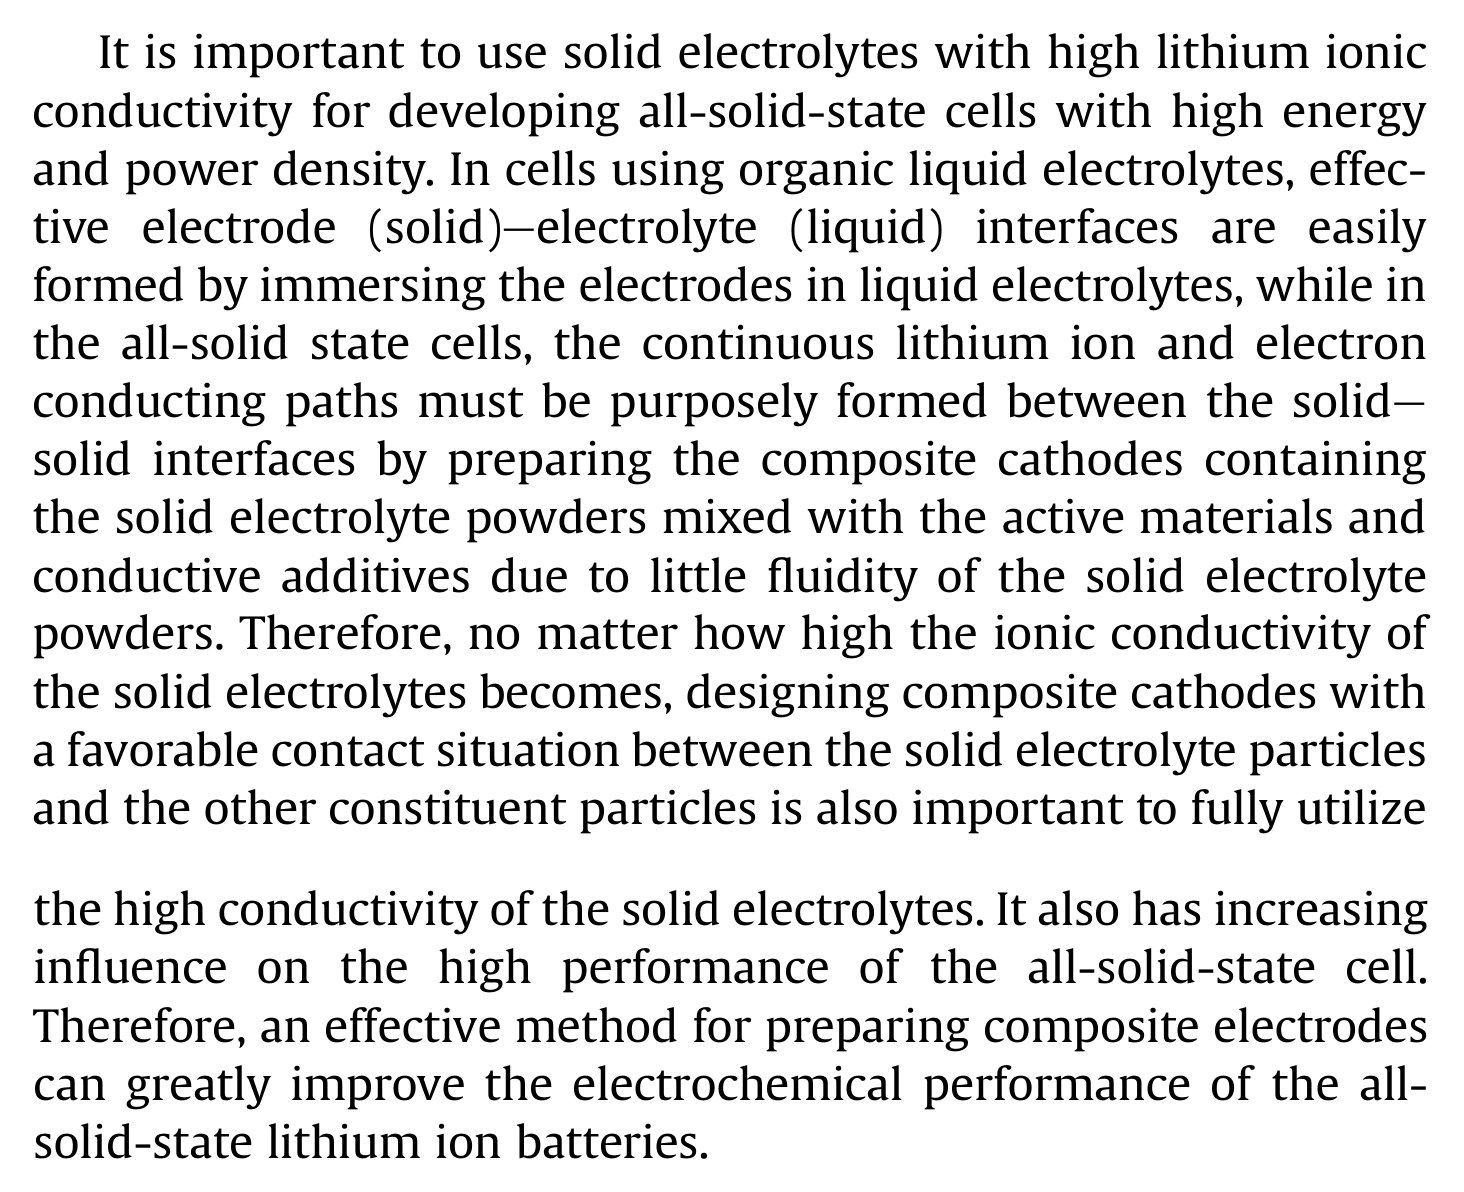 It is important to use solid electrolytes with high lithium ionic
conductivity for developing all-solid-state cells with high energy
and power density. In cells using organic liquid electrolytes, effec-
tive electrode (solid)–electrolyte (liquid) interfaces are easily
formed by immersing the electrodes in liquid electrolytes, while in
the all-solid state cells, the continuous lithium ion and electron
conducting paths must be purposely formed between the solid–
solid interfaces by preparing the composite cathodes containing
the solid electrolyte powders mixed with the active materials and
conductive additives due to little fluidity of the solid electrolyte
powders. Therefore, no matter how high the ionic conductivity of
the solid electrolytes becomes, designing composite cathodes with
a favorable contact situation between the solid electrolyte particles
and the other constituent particles is also important to fully utilize
the high conductivity of the solid electrolytes. It also has increasing
influence on the high performance of the all-solid-state cell.
Therefore, an effective method for preparing composite electrodes
can greatly improve the electrochemical performance of the all-
solid-state lithium ion batteries.